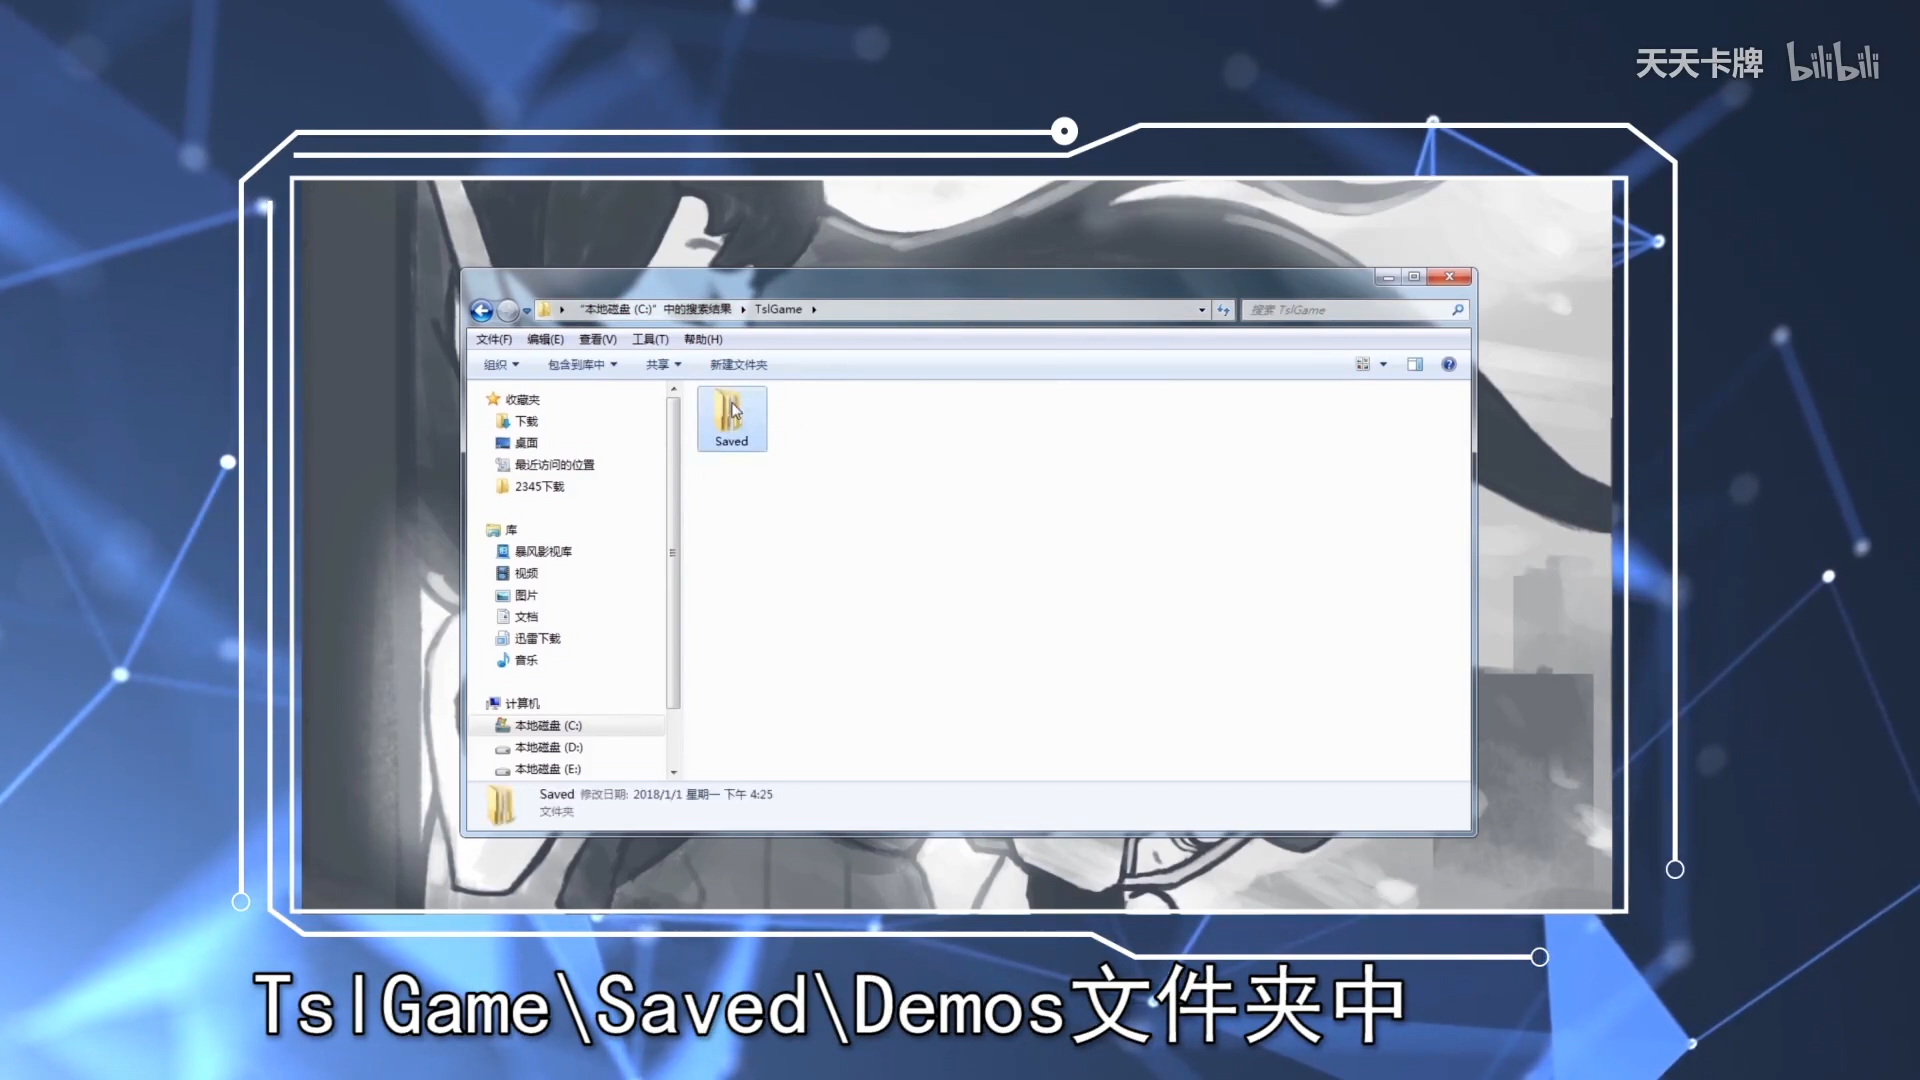 天天卡牌 bilibili
"本地磁盘 (C:)" 中的搜索结果 TslGame
搜索 TslGame
文件(F) 编辑(E) 查看(V) 工具(T) 帮助(H)
组织 包含到库中 共享 新建文件夹
收藏夹
下载
桌面
最近访问的位置
2345下载
库
暴风影视库
视频
图片
文档
迅雷下载
音乐
计算机
本地磁盘 (C:)
本地磁盘 (D:)
本地磁盘 (E:)
Saved
Saved 修改日期: 2018/1/1 星期一 下午 4:25
文件夹
TslGame\Saved\Demos文件夹中